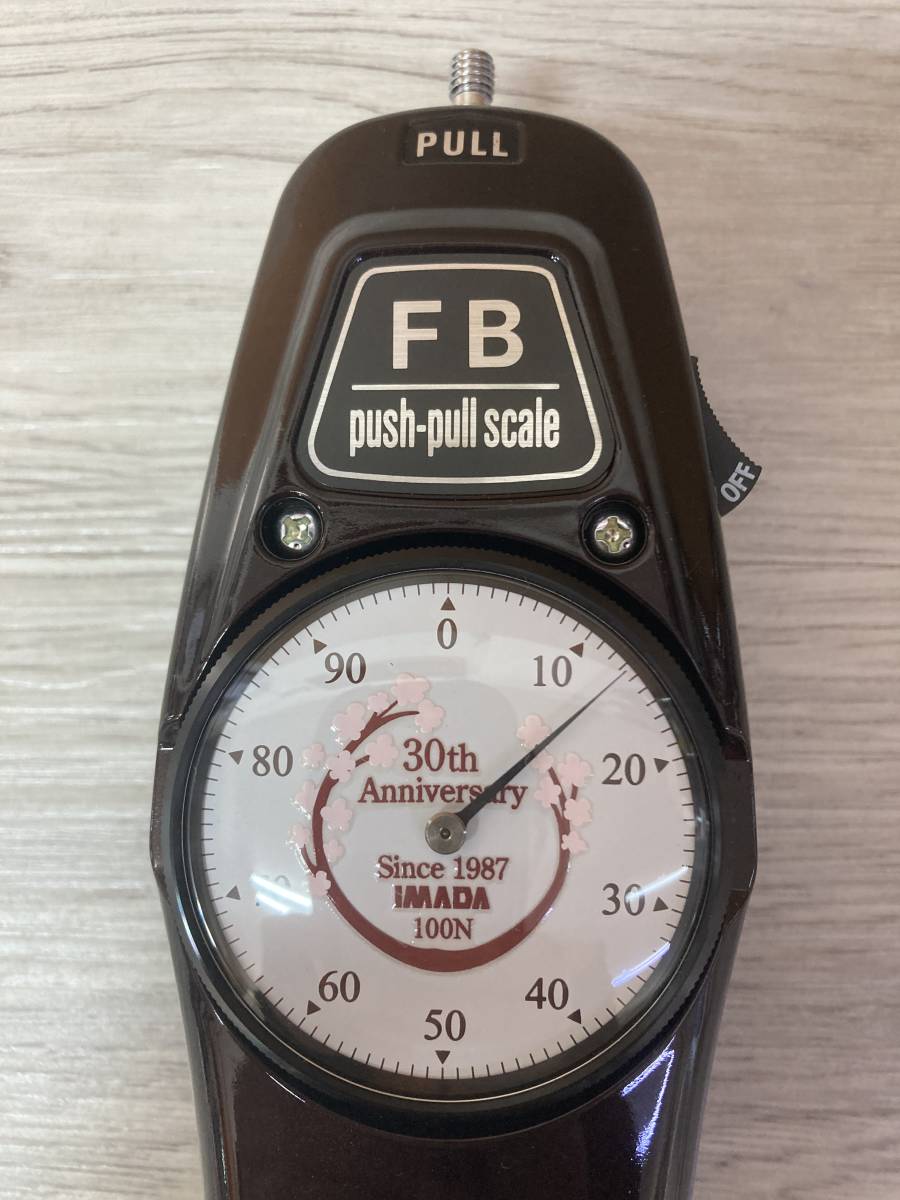 PULL
F B
push-pull scale
OFF
0
90
10
80
20
30th
Anniversary
Since 1987
IMADA
100N
30
60
40
50